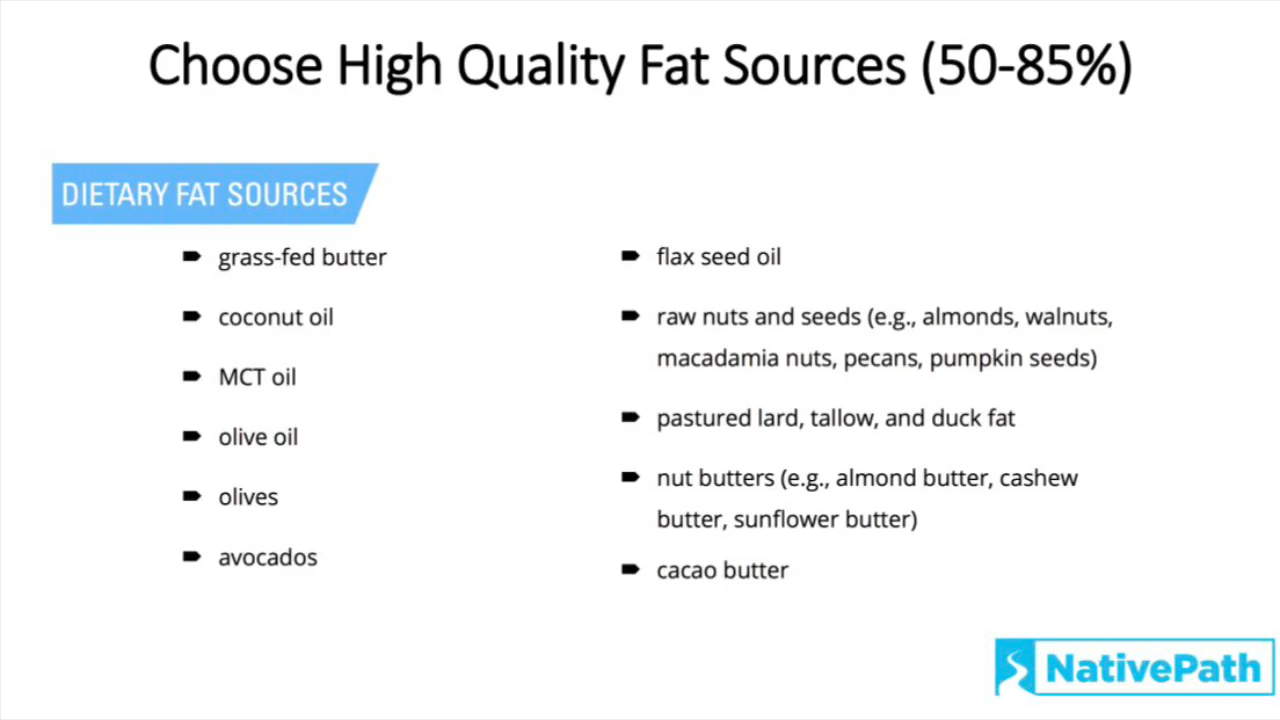 Choose High Quality Fat Sources (50-85%)
DIETARY FAT SOURCES
grass-fed butter
coconut oil
MCT oil
olive oil
olives
avocados
flax seed oil
raw nuts and seeds (e.g., almonds, walnuts,
macadamia nuts, pecans, pumpkin seeds)
pastured lard, tallow, and duck fat
nut butters (e.g., almond butter, cashew
butter, sunflower butter)
cacao butter
NativePath